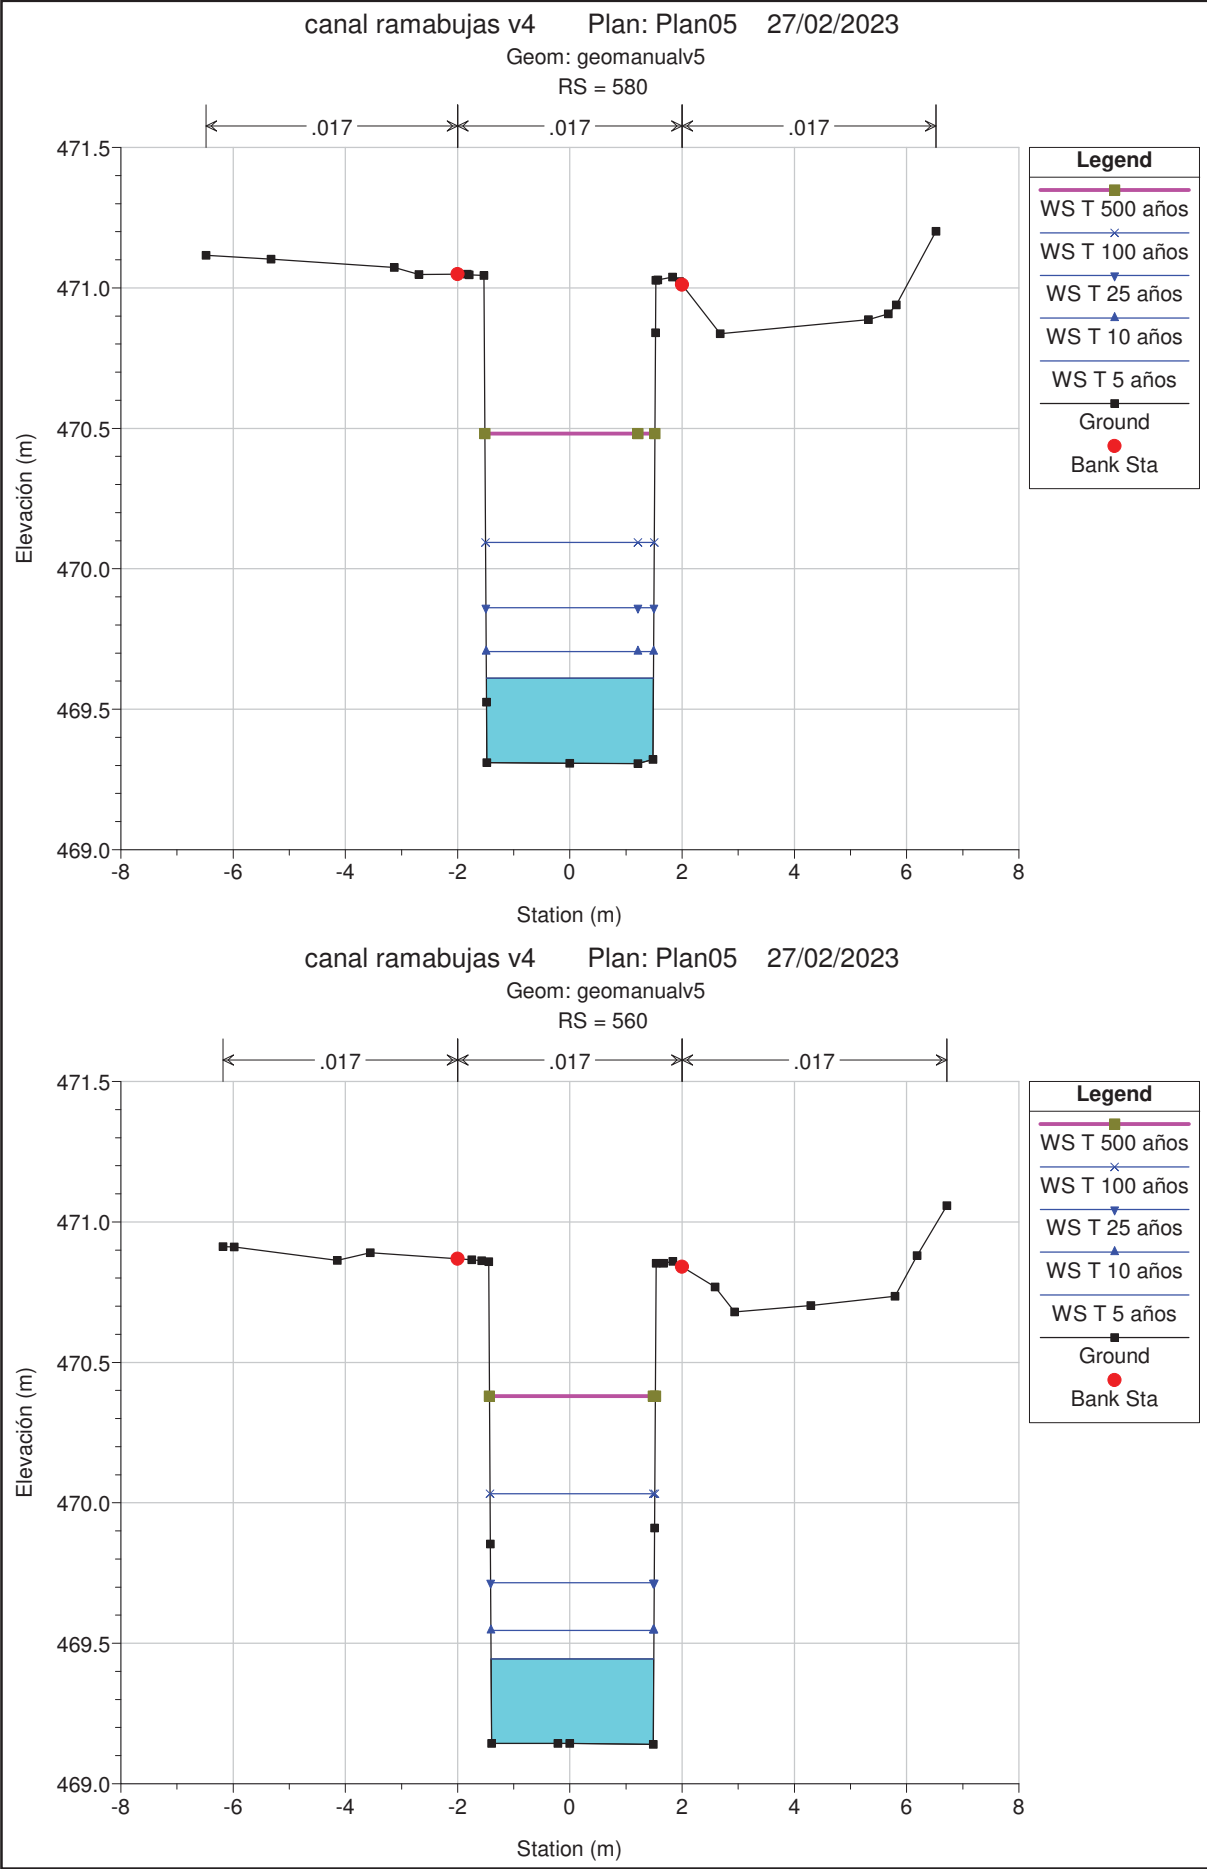 canal ramabujas v4 Plan: Plan05 27/02/2023
Geom: geomanualv5
RS = 580
.017 .017 .017
471.5
471.0
470.5
470.0
469.5
469.0
-8 -6 -4 -2 0 2 4 6 8
Station (m)
Elevación (m)
Legend
WS T 500 años
WS T 100 años
WS T 25 años
WS T 10 años
WS T 5 años
Ground
Bank Sta
canal ramabujas v4 Plan: Plan05 27/02/2023
Geom: geomanualv5
RS = 560
.017 .017 .017
471.5
471.0
470.5
470.0
469.5
469.0
-8 -6 -4 -2 0 2 4 6 8
Station (m)
Elevación (m)
Legend
WS T 500 años
WS T 100 años
WS T 25 años
WS T 10 años
WS T 5 años
Ground
Bank Sta